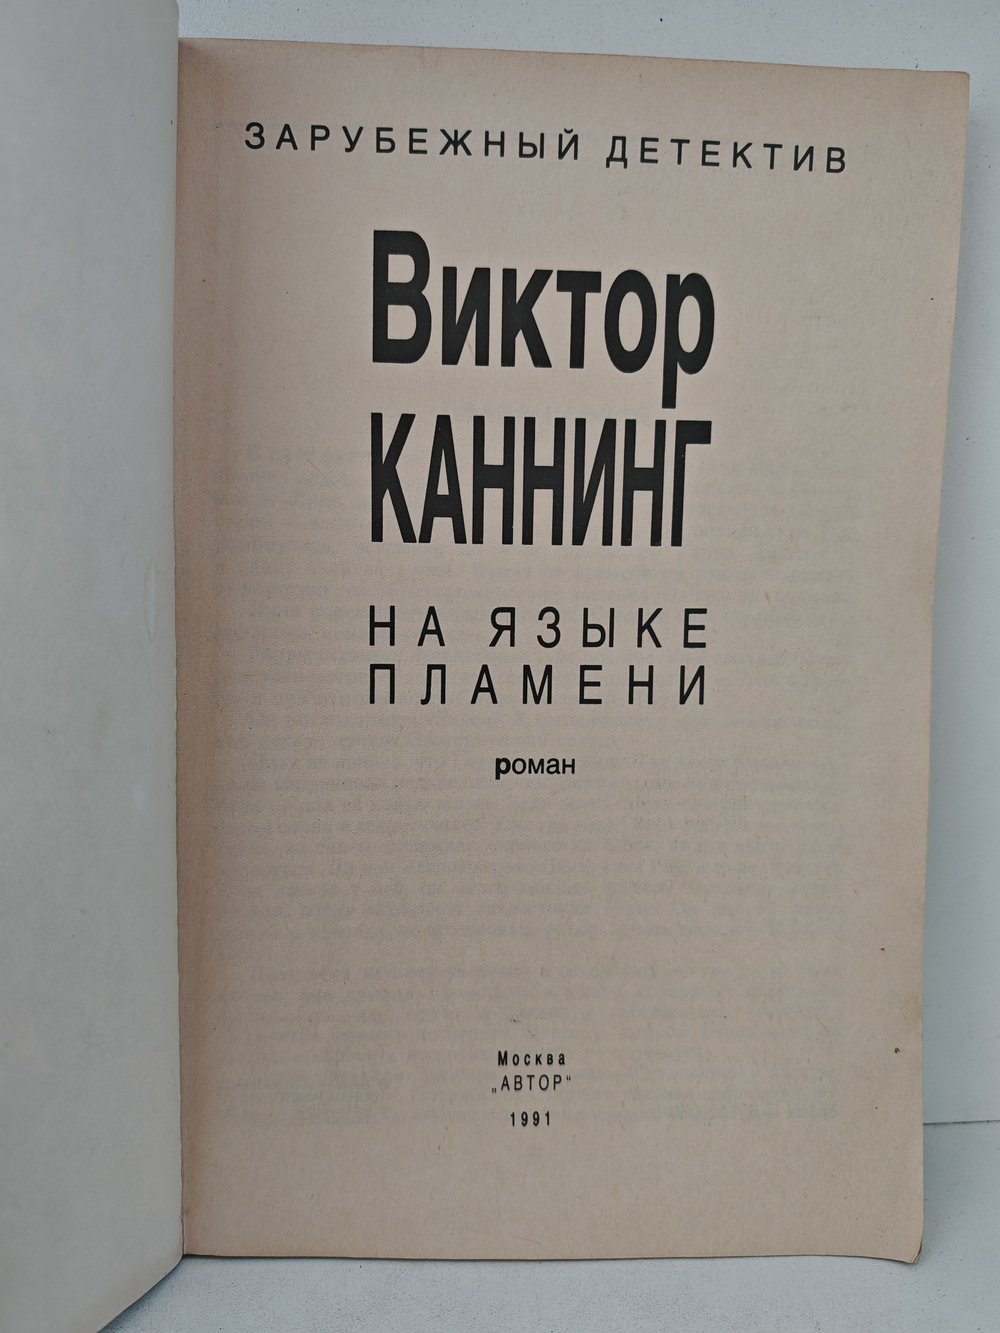 ЗАРУБЕЖНЫЙ ДЕТЕКТИВ
Виктор
КАННИНГ
НА ЯЗЫКЕ
ПЛАМЕНИ
роман
Москва
„АВТОР"
1991